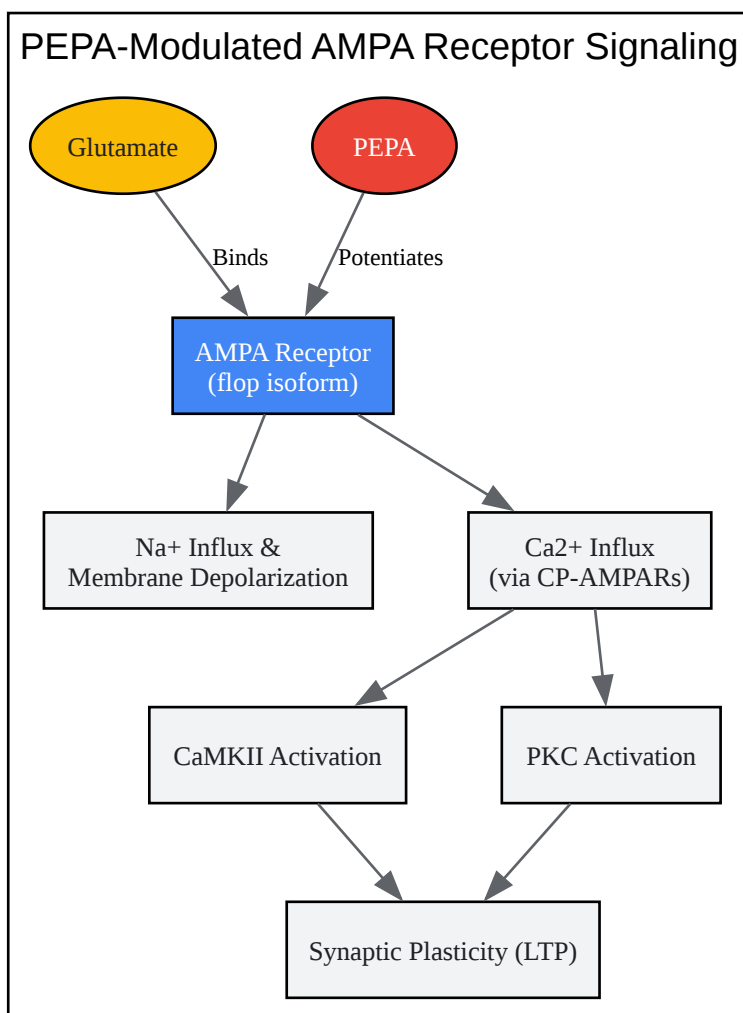 PEPA-Modulated AMPA Receptor Signaling
Glutamate
PEPA
Binds
Potentiates
AMPA Receptor
(flop isoform)
Na+ Influx &
Membrane Depolarization
Ca2+ Influx
(via CP-AMPARs)
CaMKII Activation
PKC Activation
Synaptic Plasticity (LTP)